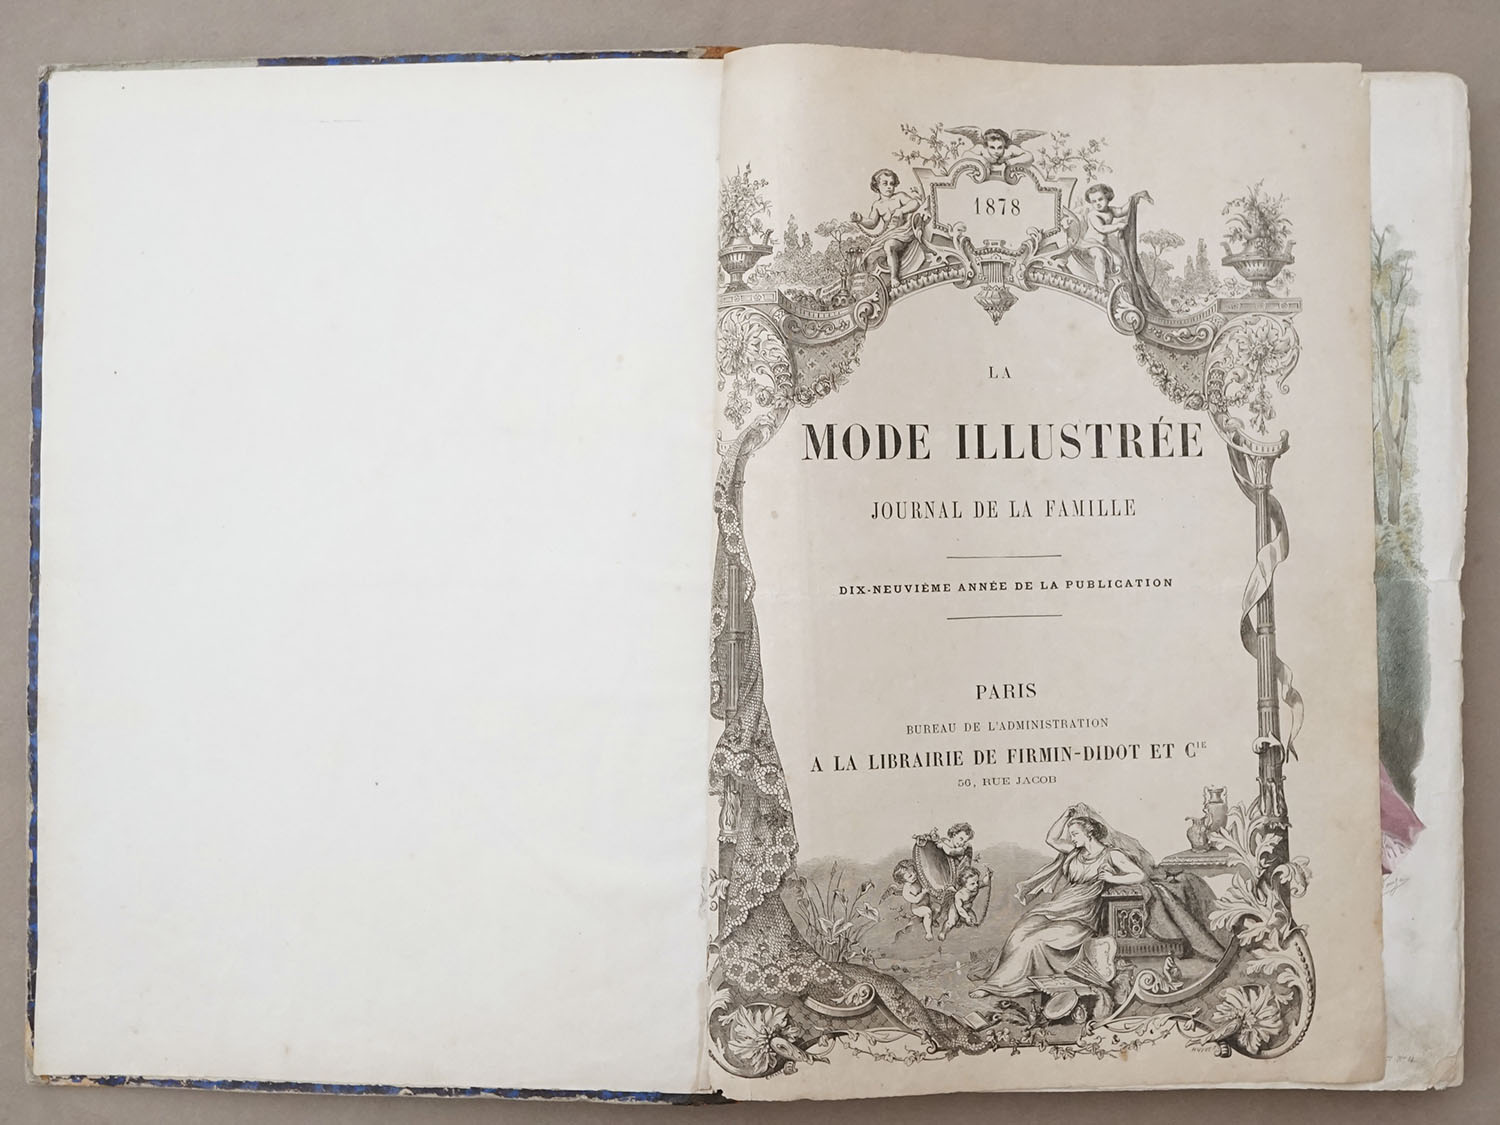 1878
LA
MODE ILLUSTRÉE
JOURNAL DE LA FAMILLE
DIX-NEUVIÈME ANNÉE DE LA PUBLICATION
PARIS
BUREAU DE L'ADMINISTRATION
A LA LIBRAIRIE DE FIRMIN-DIDOT ET CIE
56, RUE JACOB